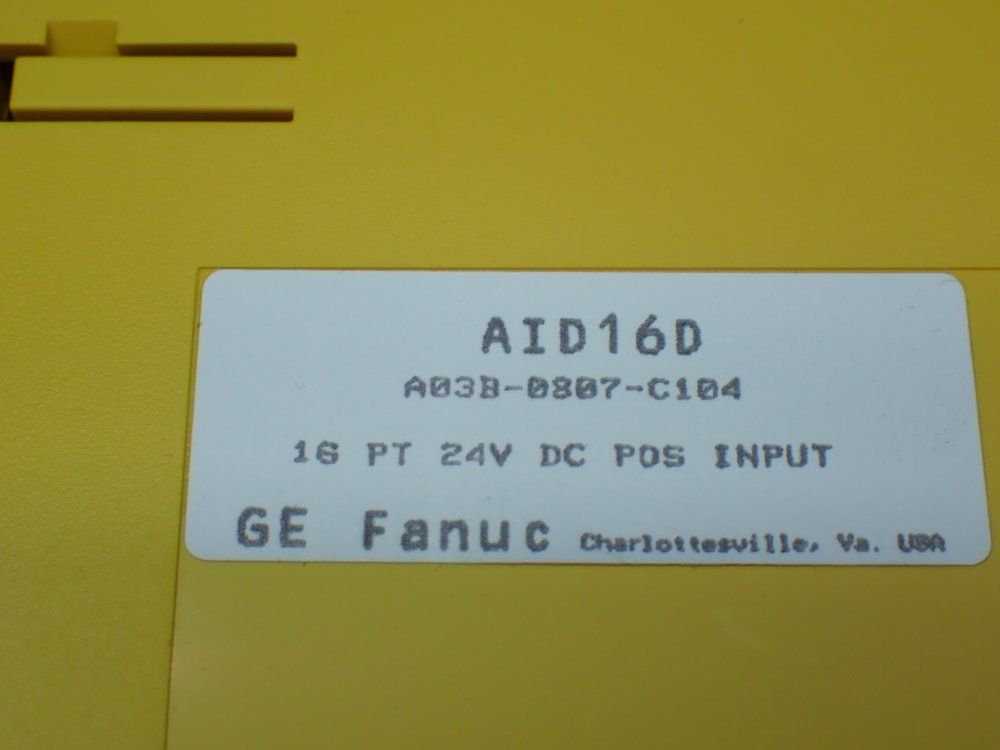 AID16D
A03B-0807-C104
16 PT 24V DC POS INPUT
GE Fanuc Charlottesville, Va. USA